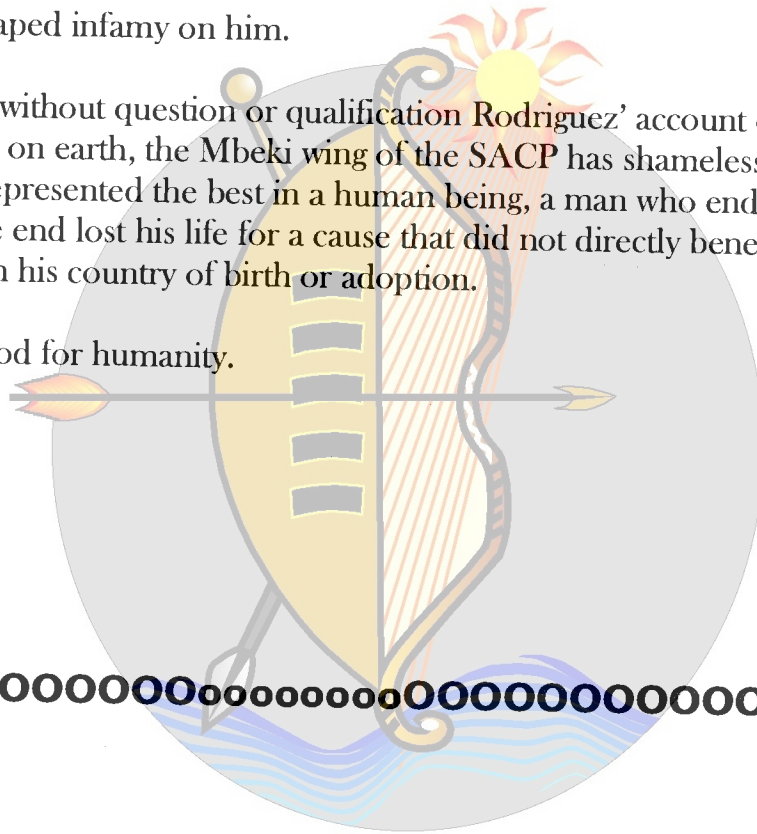 aped infamy on him.
without question or qualification Rodriguez’ account
on earth, the Mbeki wing of the SACP has shameless
epresented the best in a human being, a man who end
e end lost his life for a cause that did not directly bene
n his country of birth or adoption.
od for humanity.
OOOOOOooooooooooOOOOOOOOOOOO